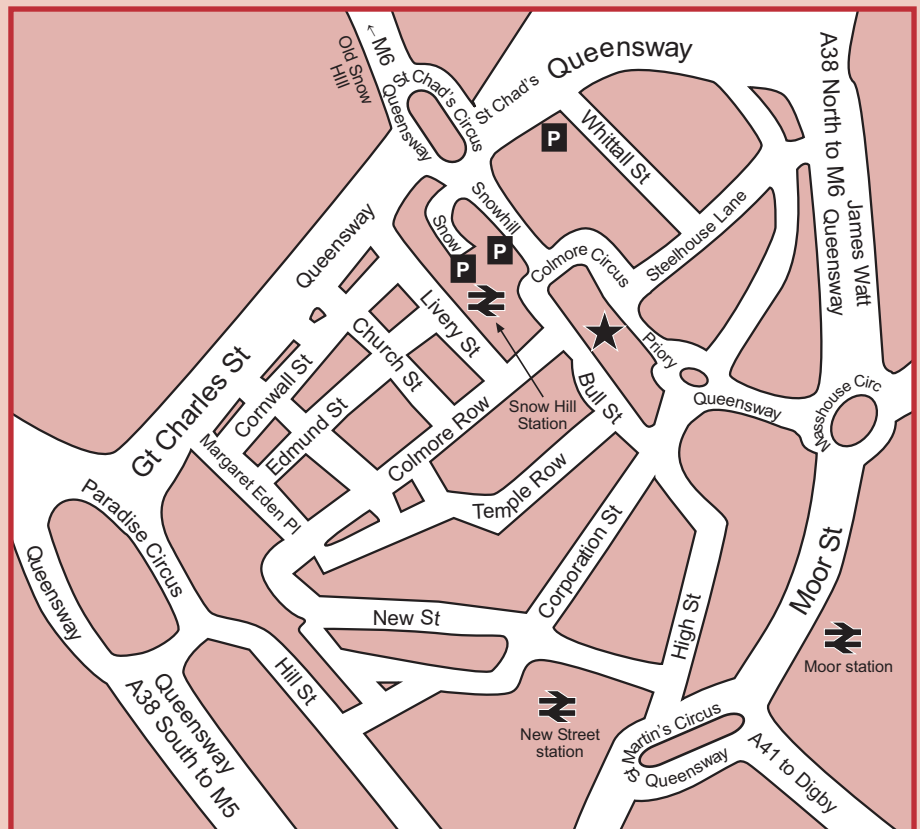 ←M6
Old Snow
Hill
St Chad's Circus
Queensway
St Chad's
Queensway
A38 North to M6
James Watt
Queensway
P
Whittall St
Snowhill
Snow
P
P
Colmore Circus
Steelhouse Lane
Queensway
Livery St
Church St
Cornwall St
Edmund St
Gt Charles St
Margaret Eden Pl
Colmore Row
Snow Hill
Station
Bull St
Priory
Queensway
Masshouse Circ
Temple Row
Paradise Circus
Queensway
Corporation St
New St
High St
Moor St
Moor station
Hill St
New Street
station
St Martin's Circus
Queensway
A41 to Digby
Queensway
A38 South to M5